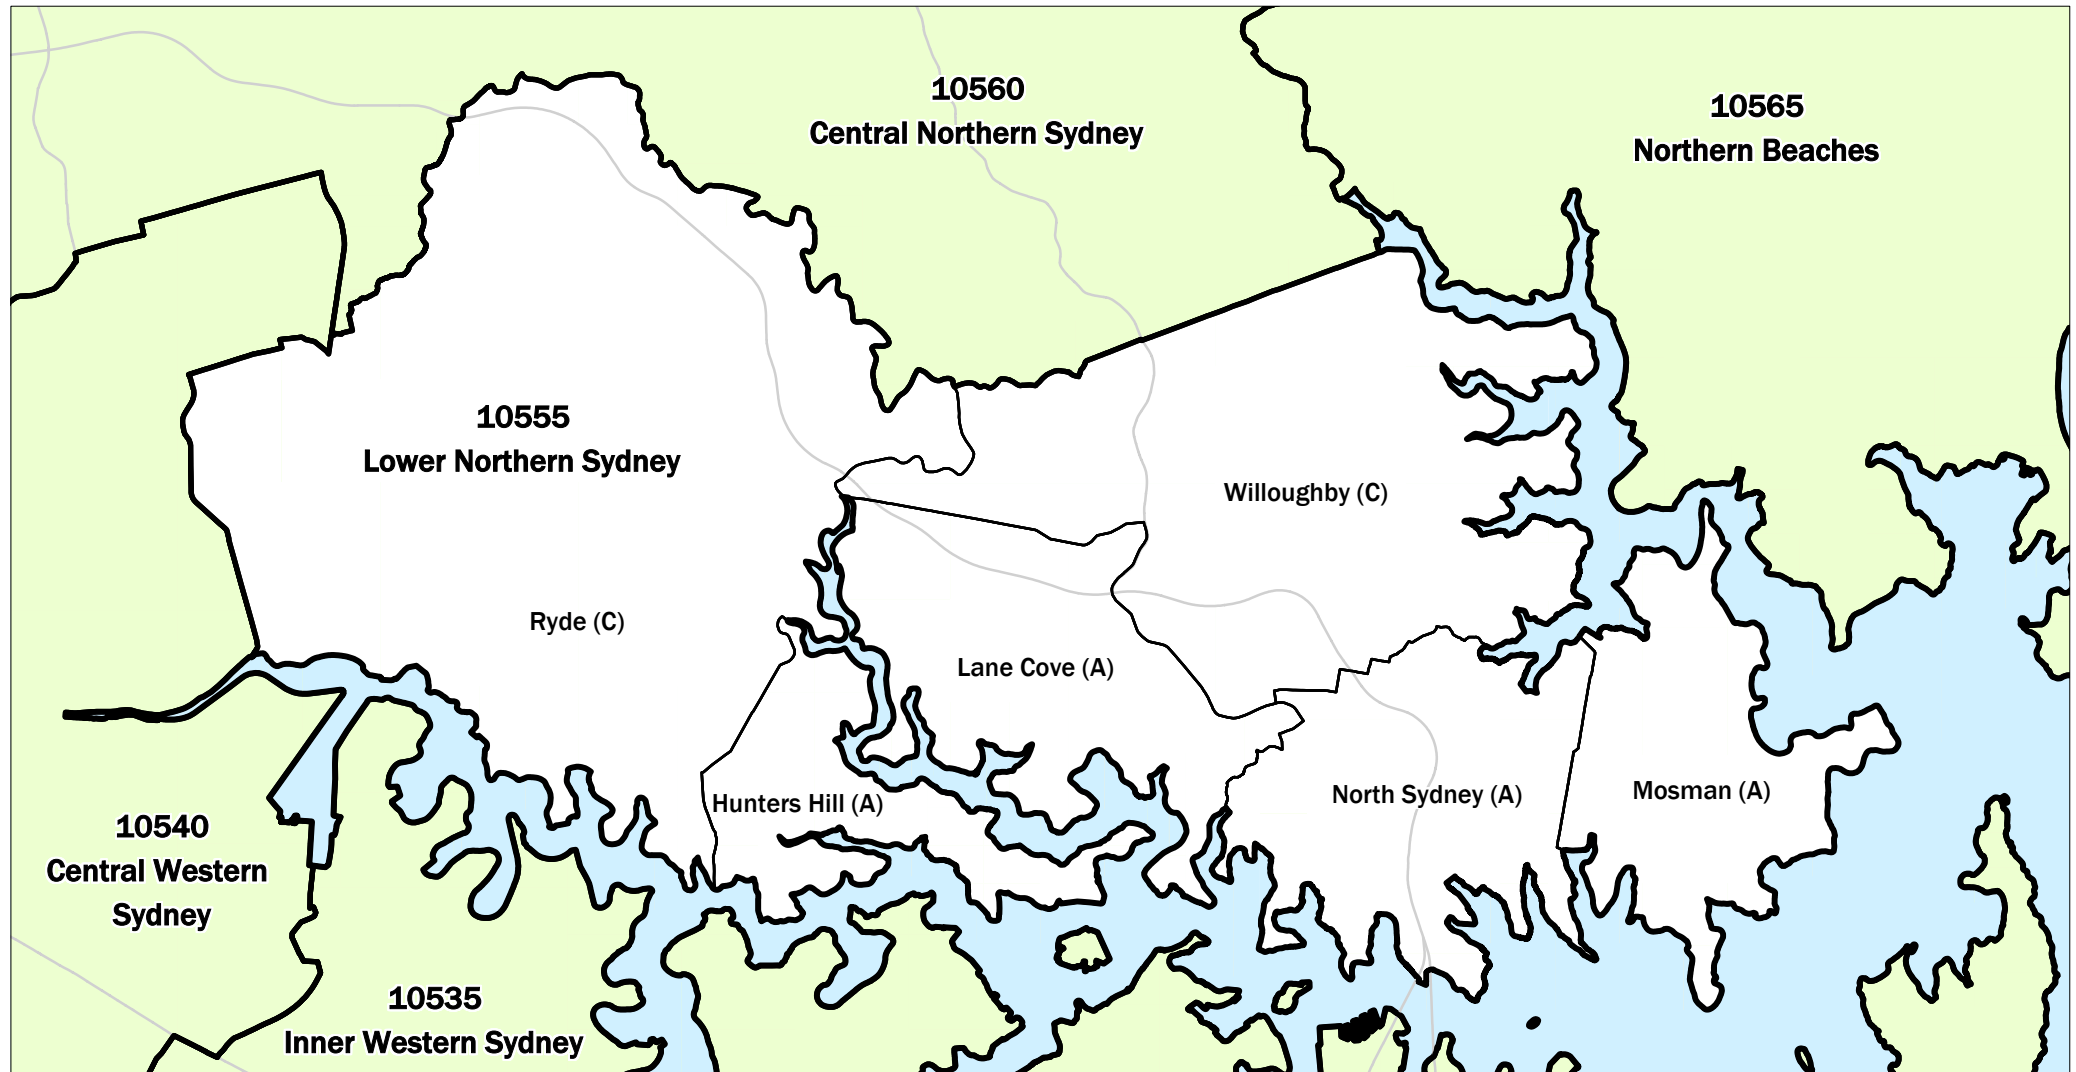 10560
Central Northern Sydney
10565
Northern Beaches
10555
Lower Northern Sydney
Willoughby (C)
Ryde (C)
Lane Cove (A)
Hunters Hill (A)
North Sydney (A)
Mosman (A)
10540
Central Western
Sydney
10535
Inner Western Sydney